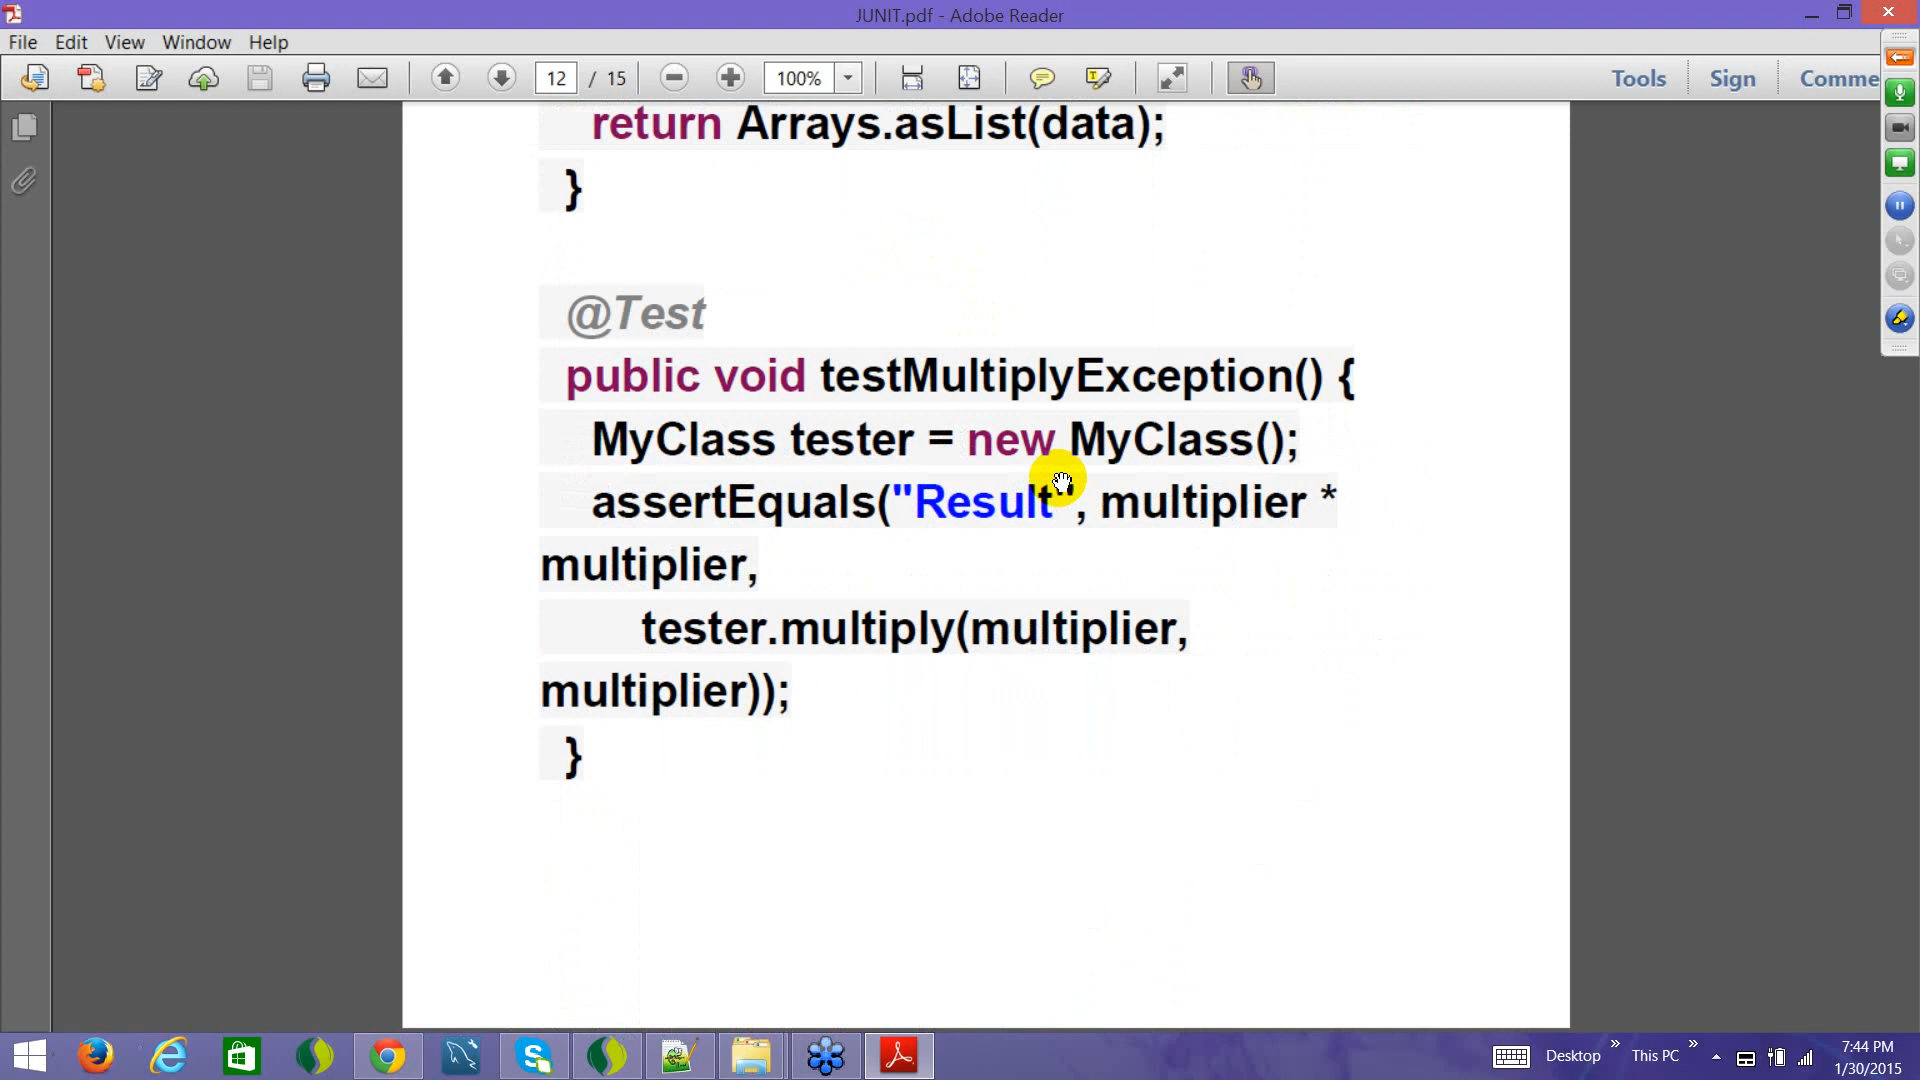 JUNIT.pdf - Adobe Reader
File Edit View Window Help
12 / 15 100% Tools Sign Comme
return Arrays.asList(data);
}
@Test
public void testMultiplyException() {
MyClass tester = new MyClass();
assertEquals("Result", multiplier *
multiplier,
tester.multiply(multiplier,
multiplier));
}
Desktop » This PC »
7:44 PM
1/30/2015